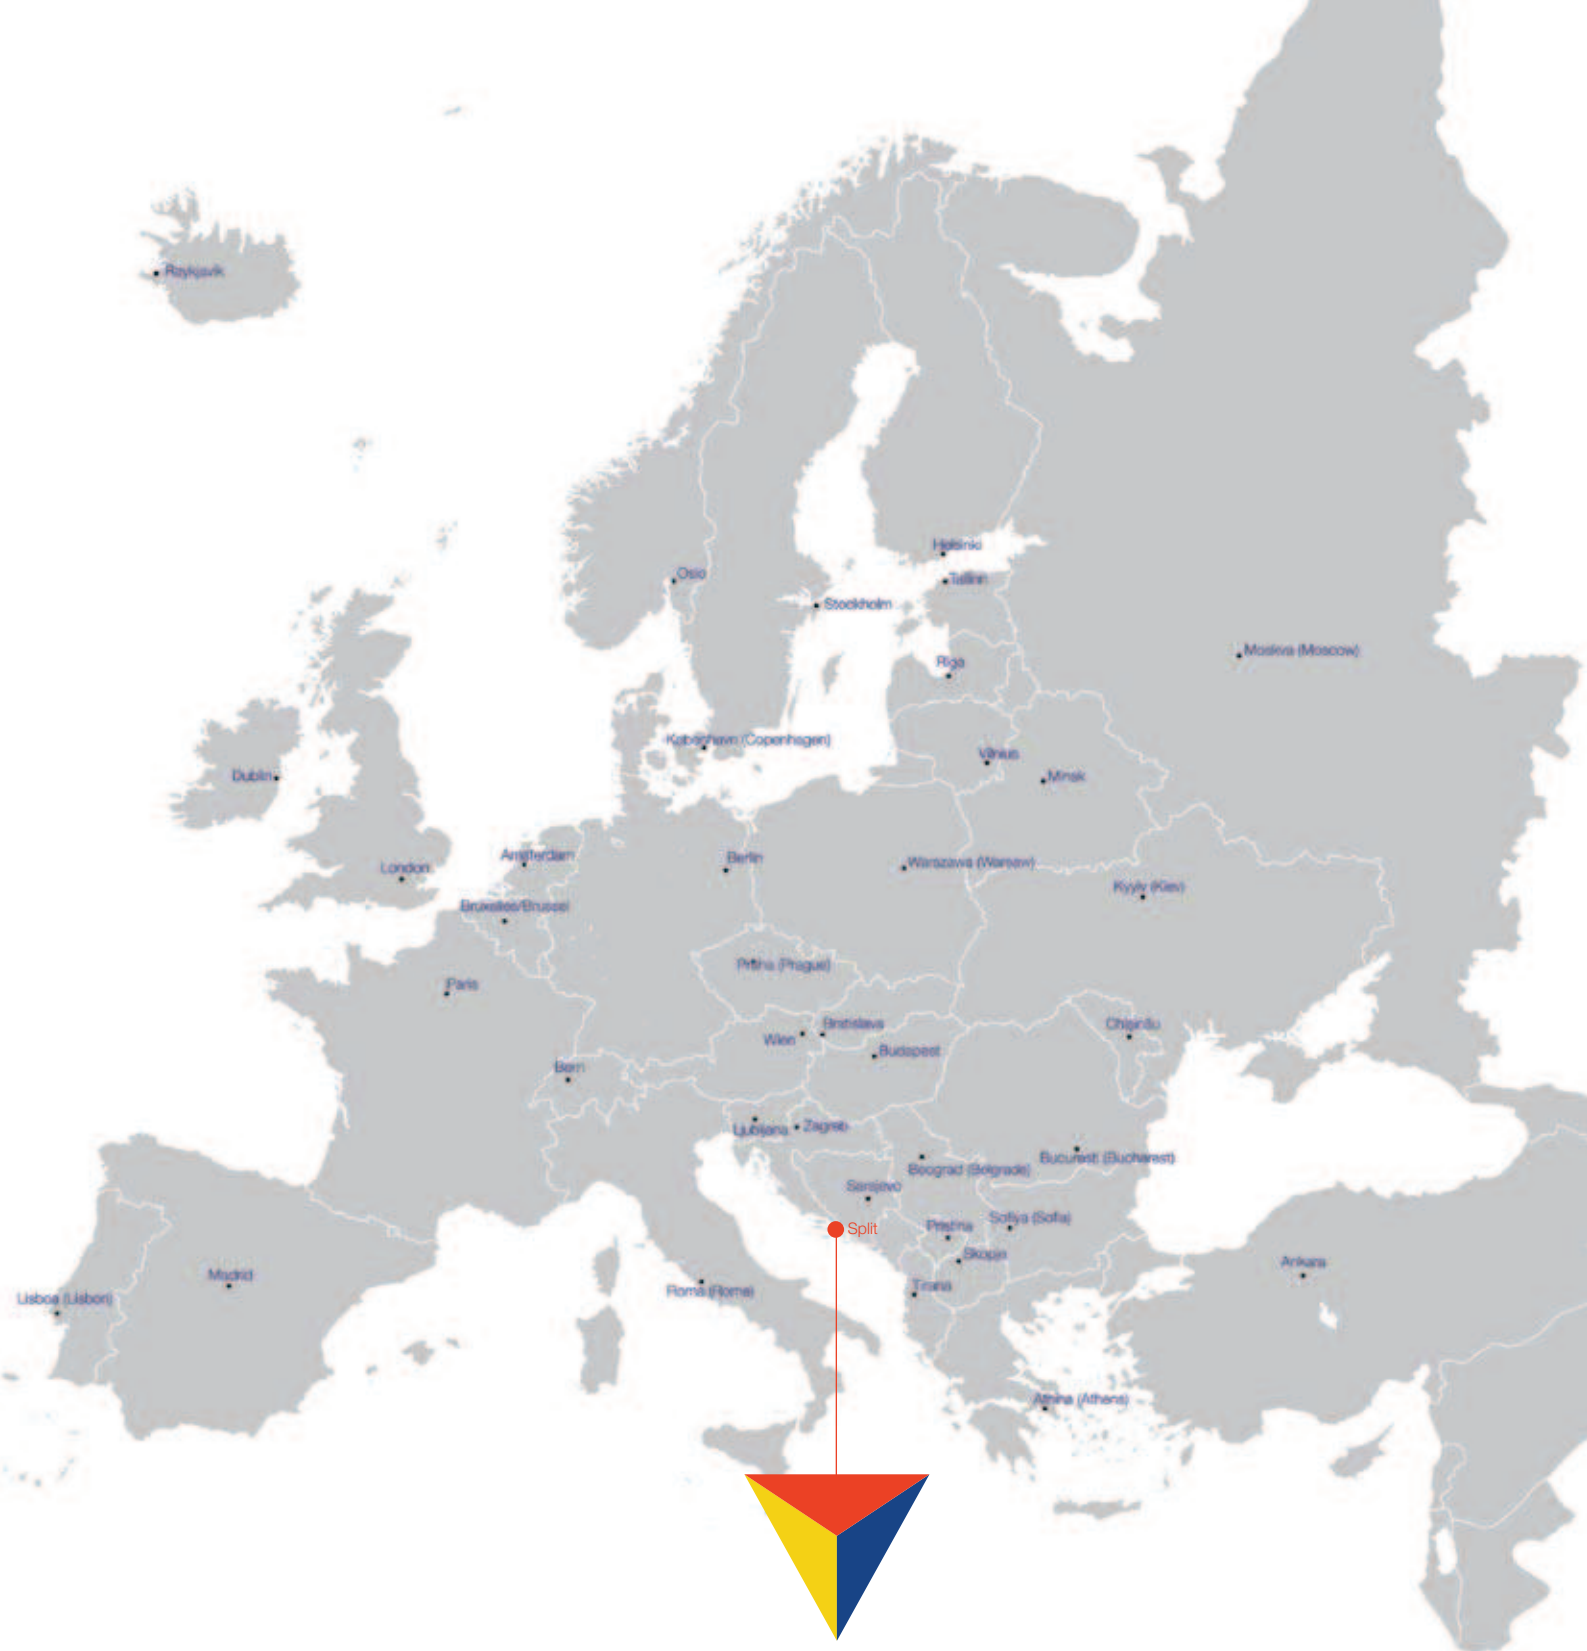 Reykjavik
Helsinki
Oslo
Tallinn
Stockholm
Moskva (Moscow)
Riga
København (Copenhagen)
Vilnius
Dublin
Minsk
Amsterdam
Berlin
Warszawa (Warsaw)
London
Kyyiv (Kiev)
Bruxelles/Brussel
Praha (Prague)
Paris
Bratislava
Chişinău
Wien
Budapest
Bern
Ljubljana
Zagreb
Bucuresti (Bucharest)
Beograd (Belgrade)
Sarajevo
Sofiya (Sofia)
Pristina
Split
Skopje
Ankara
Madrid
Tirana
Roma (Rome)
Lisboa (Lisbon)
Athina (Athens)